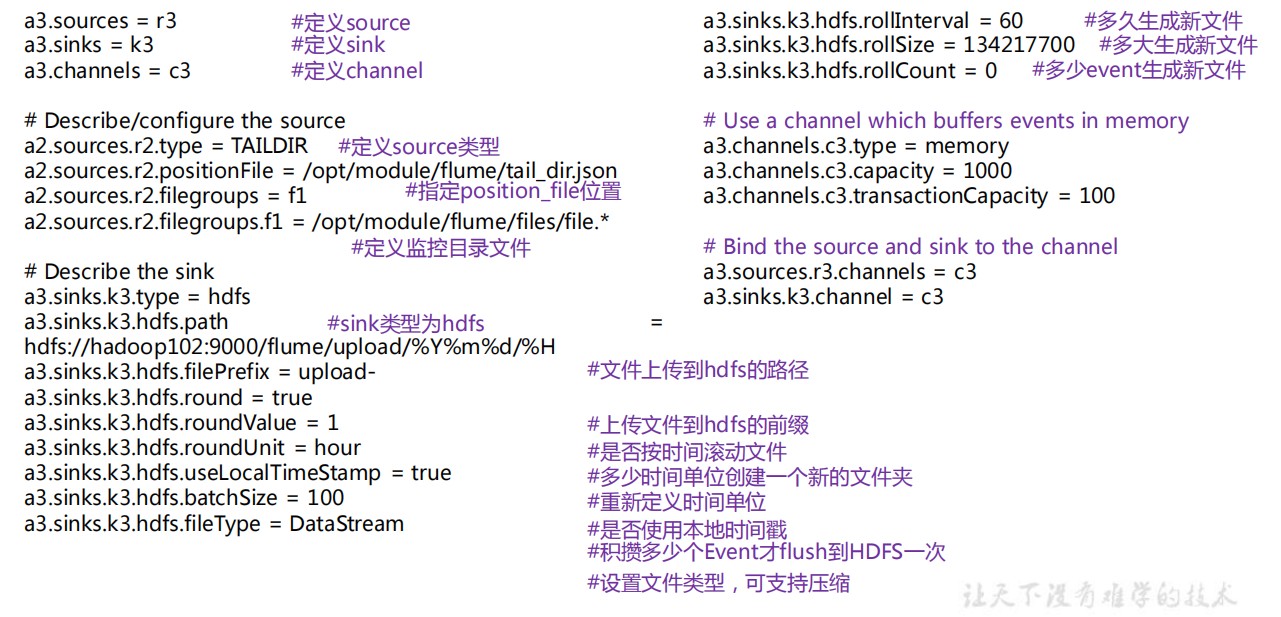 a3.sources = r3 #定义source
a3.sinks = k3 #定义sink
a3.channels = c3 #定义channel
# Describe/configure the source
a2.sources.r2.type = TAILDIR #定义source类型
a2.sources.r2.positionFile = /opt/module/flume/tail_dir.json
a2.sources.r2.filegroups = f1 #指定position_file位置
a2.sources.r2.filegroups.f1 = /opt/module/flume/files/file.*
#定义监控目录文件
# Describe the sink
a3.sinks.k3.type = hdfs
a3.sinks.k3.hdfs.path #sink类型为hdfs =
hdfs://hadoop102:9000/flume/upload/%Y%m%d/%H
a3.sinks.k3.hdfs.filePrefix = upload-
a3.sinks.k3.hdfs.round = true
a3.sinks.k3.hdfs.roundValue = 1
a3.sinks.k3.hdfs.roundUnit = hour
a3.sinks.k3.hdfs.useLocalTimeStamp = true
a3.sinks.k3.hdfs.batchSize = 100
a3.sinks.k3.hdfs.fileType = DataStream
#文件上传到hdfs的路径
#上传文件到hdfs的前缀
#是否按时间滚动文件
#多少时间单位创建一个新的文件夹
#重新定义时间单位
#是否使用本地时间戳
#积攒多少个Event才flush到HDFS一次
#设置文件类型，可支持压缩
a3.sinks.k3.hdfs.rollInterval = 60 #多久生成新文件
a3.sinks.k3.hdfs.rollSize = 134217700 #多大生成新文件
a3.sinks.k3.hdfs.rollCount = 0 #多少event生成新文件
# Use a channel which buffers events in memory
a3.channels.c3.type = memory
a3.channels.c3.capacity = 1000
a3.channels.c3.transactionCapacity = 100
# Bind the source and sink to the channel
a3.sources.r3.channels = c3
a3.sinks.k3.channel = c3
让天下没有难学的技术